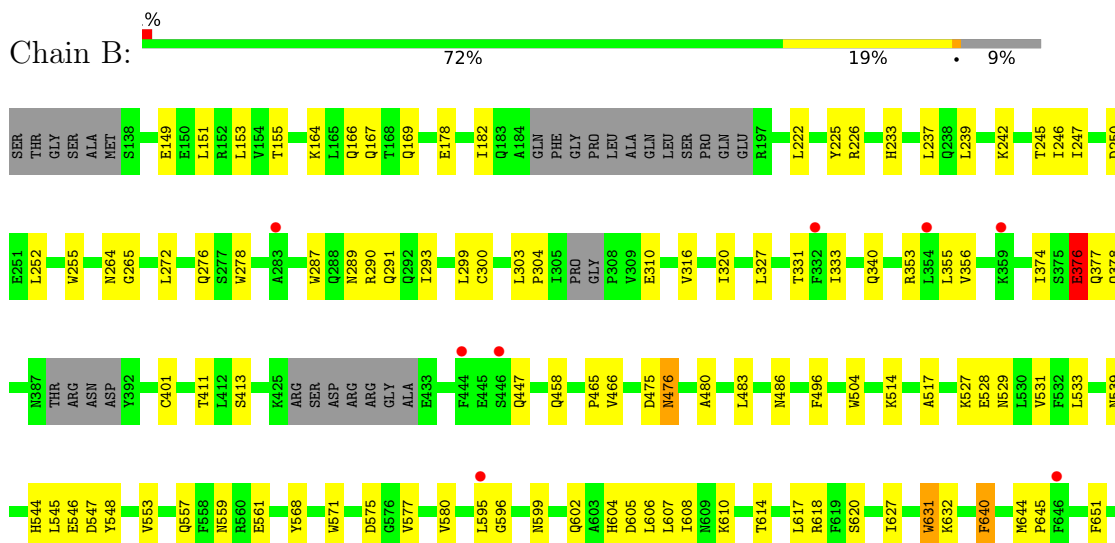 %
Chain B:
72% 19% • 9%
SER THR GLY SER ALA MET S138 E149 E150 L151 R152 L153 V154 T155 K164 L165 Q166 Q167 T168 Q169 E178 I182 Q183 A184 GLN PHE GLY GLY PRO LEU ALA GLN LEU SER PRO GLN GLU R197 L222 Y225 R226 H233 L237 Q238 L239 K242 T245 I246 I247
E251 L252 W255 N264 G265 L272 Q276 S277 W278 A283 W287 Q288 N289 R290 Q291 Q292 I293 L299 C300 L303 P304 I305 PRO GLY P308 V309 E310 V316 I320 L327 T331 F332 I333 Q340 R353 L354 L355 V356 K359 I374 S375 E376 Q377
N387 THR ARG ASN ASP Y392 C401 T411 L412 S413 K425 ARG SER ASP ARG ARG GLY ALA E433 F444 E445 S446 Q447 Q458 P465 V466 D475 N476 A480 L483 N486 F496 W504 K514 A517 K527 E528 N529 L530 V531 F532 L533 N539
H544 L545 E546 D547 Y548 V553 Q557 F558 N559 R560 E561 Y568 W571 D575 G576 V577 V580 L595 G596 N599 Q602 A603 H604 D605 L606 L607 I608 N609 K610 T614 L617 R618 F619 S620 I627 W631 K632 F640 M644 P645 F646 F651